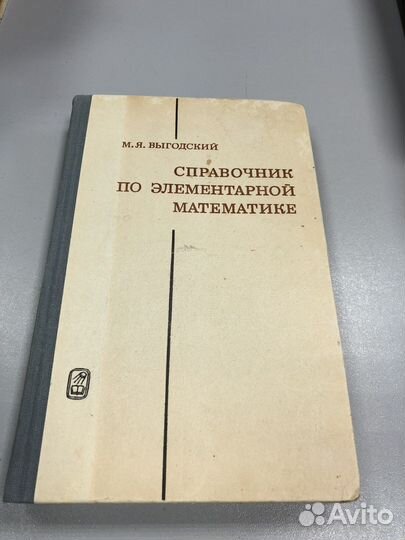 М.Я. ВЫГОДСКИЙ
СПРАВОЧНИК
ПО ЭЛЕМЕНТАРНОЙ
МАТЕМАТИКЕ
Avito